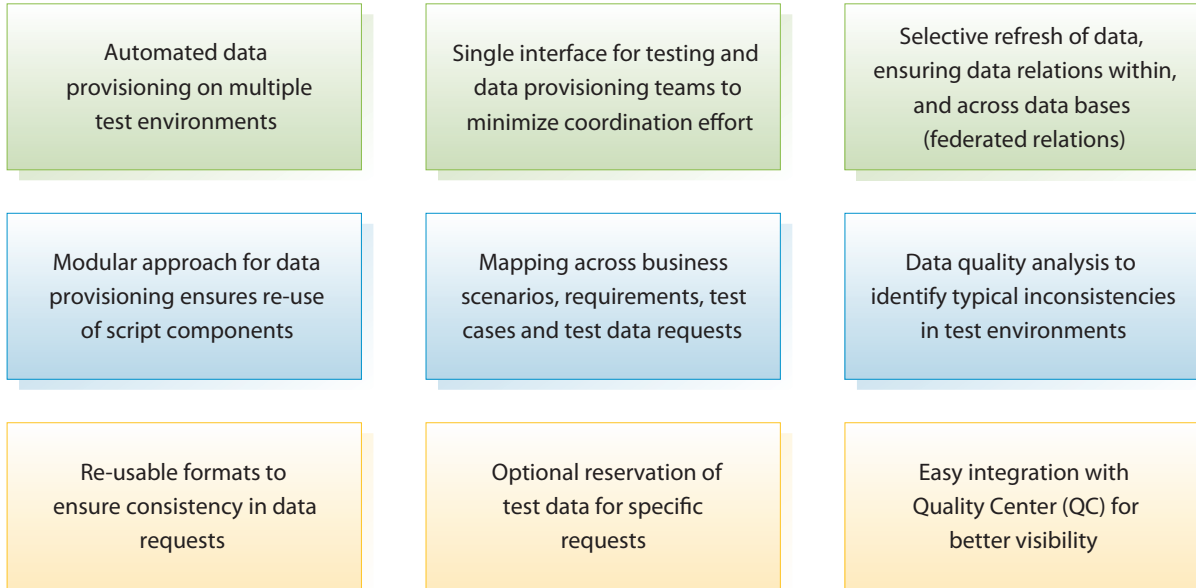 Automated data
provisioning on multiple
test environments
Single interface for testing and
data provisioning teams to
minimize coordination effort
Selective refresh of data,
ensuring data relations within,
and across data bases
(federated relations)
Modular approach for data
provisioning ensures re-use
of script components
Mapping across business
scenarios, requirements, test
cases and test data requests
Data quality analysis to
identify typical inconsistencies
in test environments
Re-usable formats to
ensure consistency in data
requests
Optional reservation of
test data for specific
requests
Easy integration with
Quality Center (QC) for
better visibility